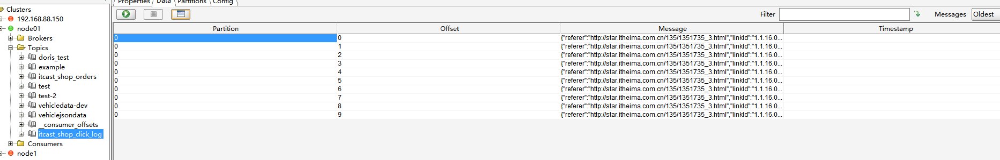 Properties Data Partitions Config
Clusters
192.168.88.150
node01
Brokers
Topics
doris_test
example
itcast_shop_orders
test
test-2
vehicledata-dev
vehiclejsondata
__consumer_offsets
itcast_shop_click_log
Consumers
node1
Filter Messages Oldest
Partition Offset Message Timestamp
0 0 {"referer":"http://star.itheima.com.cn/135/1351735_3.html","linkId":"1.1.16.0...
0 1 {"referer":"http://star.itheima.com.cn/135/1351735_3.html","linkId":"1.1.16.0...
0 2 {"referer":"http://star.itheima.com.cn/135/1351735_3.html","linkId":"1.1.16.0...
0 3 {"referer":"http://star.itheima.com.cn/135/1351735_3.html","linkId":"1.1.16.0...
0 4 {"referer":"http://star.itheima.com.cn/135/1351735_3.html","linkId":"1.1.16.0...
0 5 {"referer":"http://star.itheima.com.cn/135/1351735_3.html","linkId":"1.1.16.0...
0 6 {"referer":"http://star.itheima.com.cn/135/1351735_3.html","linkId":"1.1.16.0...
0 7 {"referer":"http://star.itheima.com.cn/135/1351735_3.html","linkId":"1.1.16.0...
0 8 {"referer":"http://star.itheima.com.cn/135/1351735_3.html","linkId":"1.1.16.0...
0 9 {"referer":"http://star.itheima.com.cn/135/1351735_3.html","linkId":"1.1.16.0...